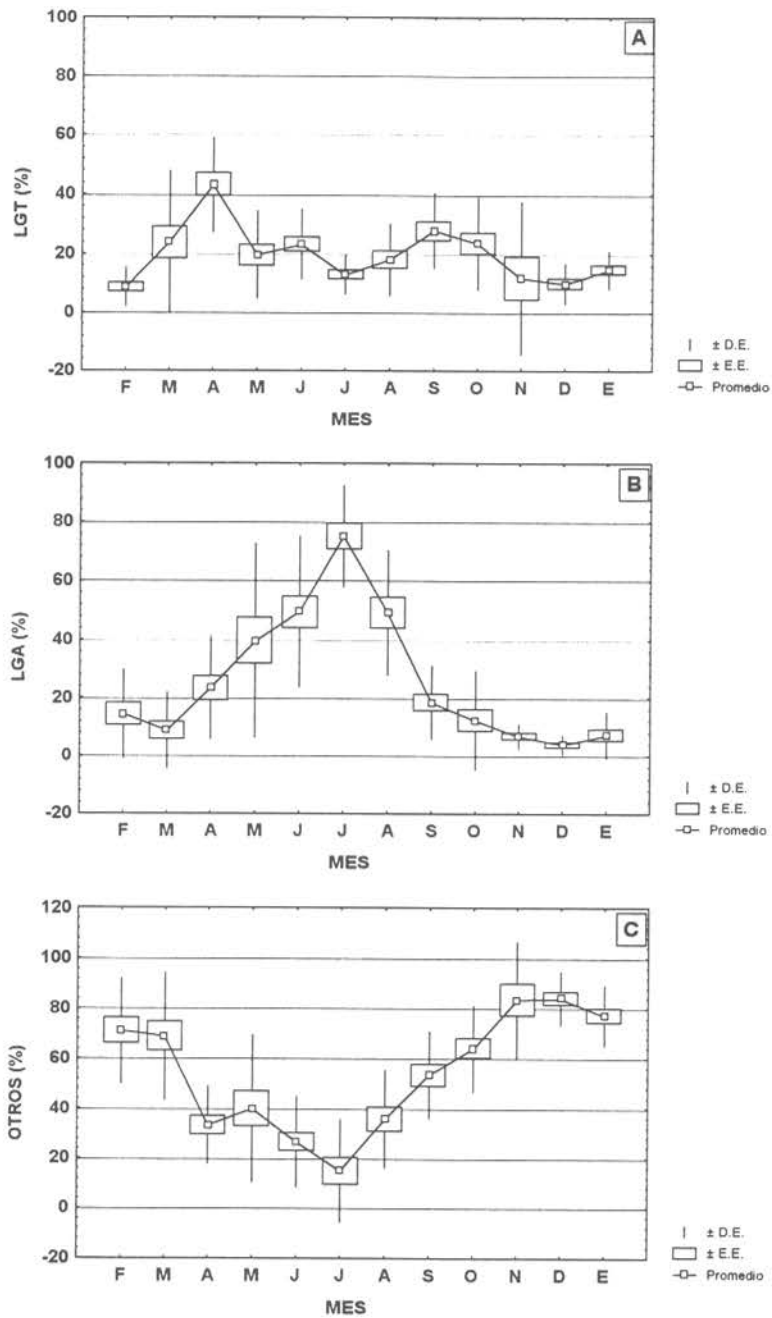 100
80
60
40
20
0
-20
LGT (%)
A
F M A M J J A S O N D E
MES
± D.E.
± E.E.
Promedio
100
80
60
40
20
0
-20
LGA (%)
B
F M A M J J A S O N D E
MES
± D.E.
± E.E.
Promedio
120
100
80
60
40
20
0
-20
OTROS (%)
C
F M A M J J A S O N D E
MES
± D.E.
± E.E.
Promedio